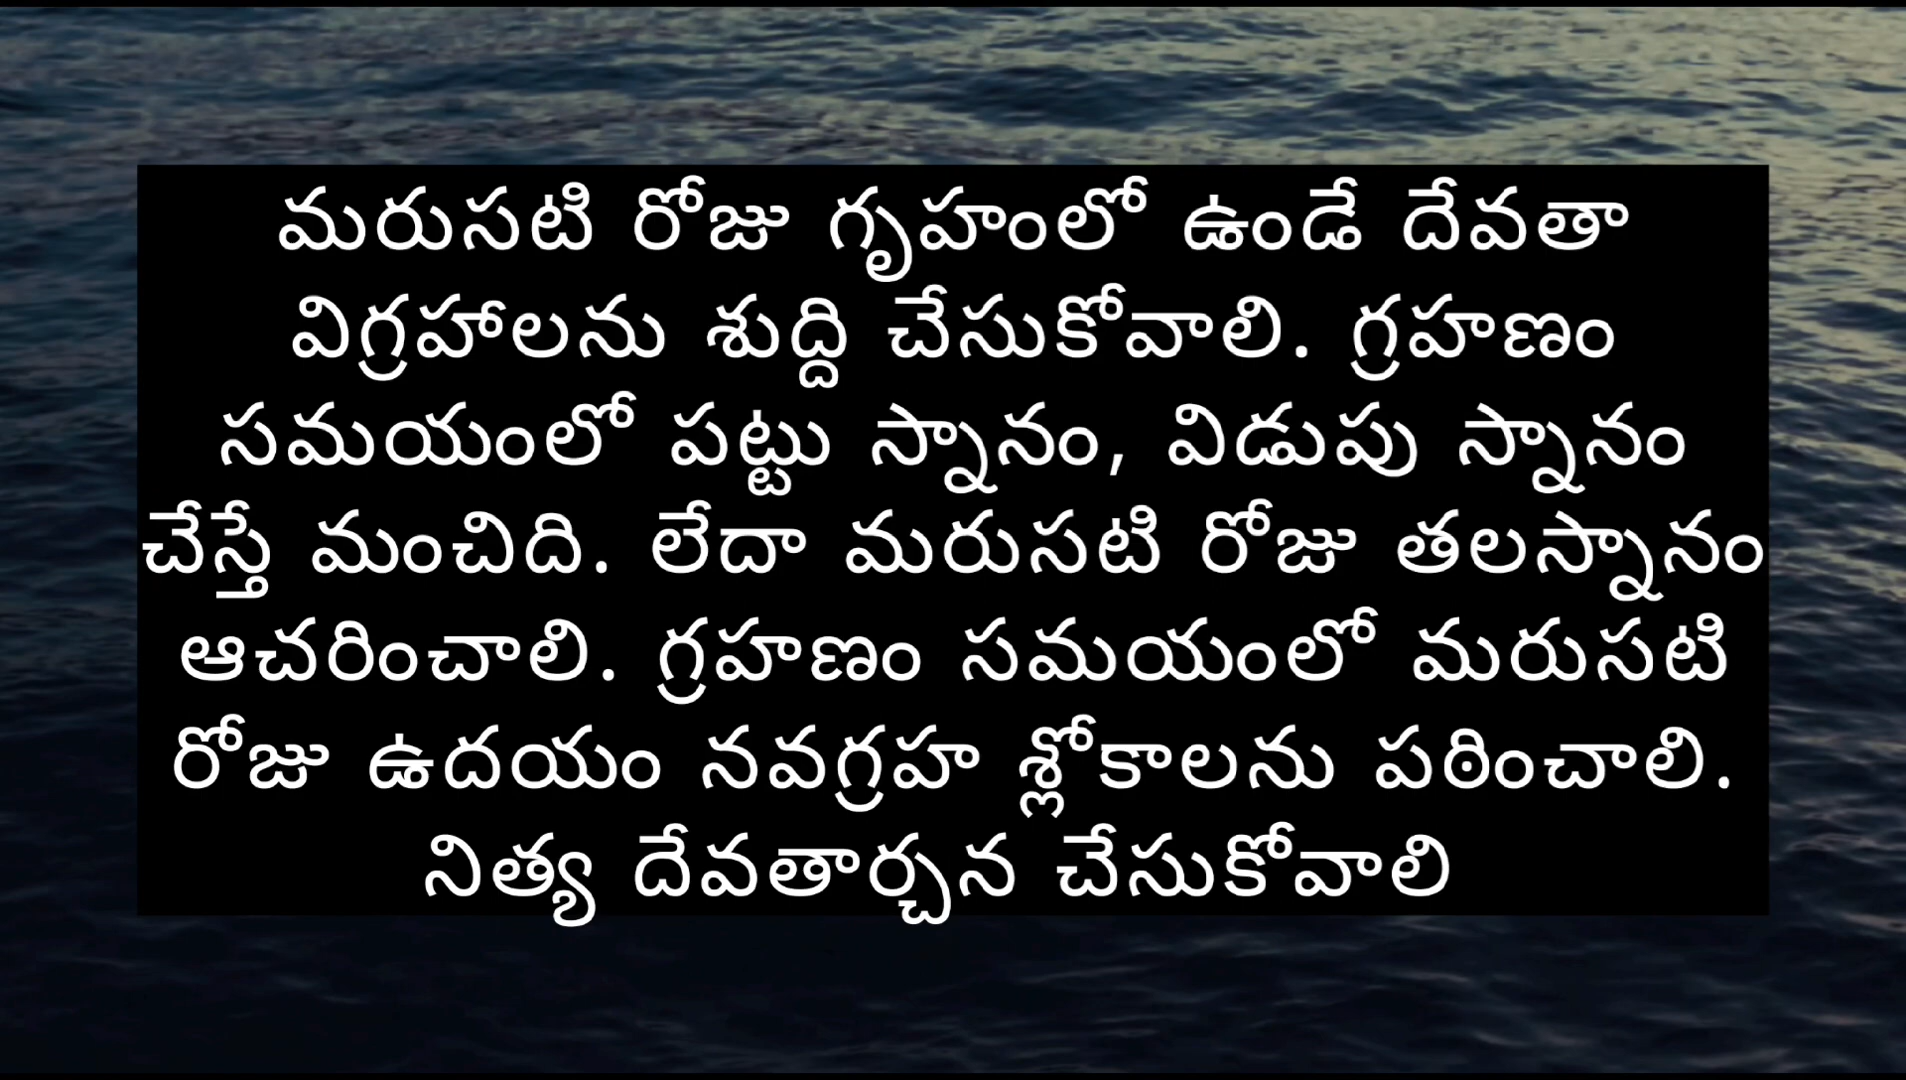 మరుసటి రోజు గృహంలో ఉండే దేవతా
విగ్రహాలను శుద్ది చేసుకోవాలి. గ్రహణం
సమయంలో పట్టు స్నానం, విడుపు స్నానం
చేస్తే మంచిది. లేదా మరుసటి రోజు తలస్నానం
ఆచరించాలి. గ్రహణం సమయంలో మరుసటి
రోజు ఉదయం నవగ్రహ శ్లోకాలను పఠించాలి.
నిత్య దేవతార్చన చేసుకోవాలి